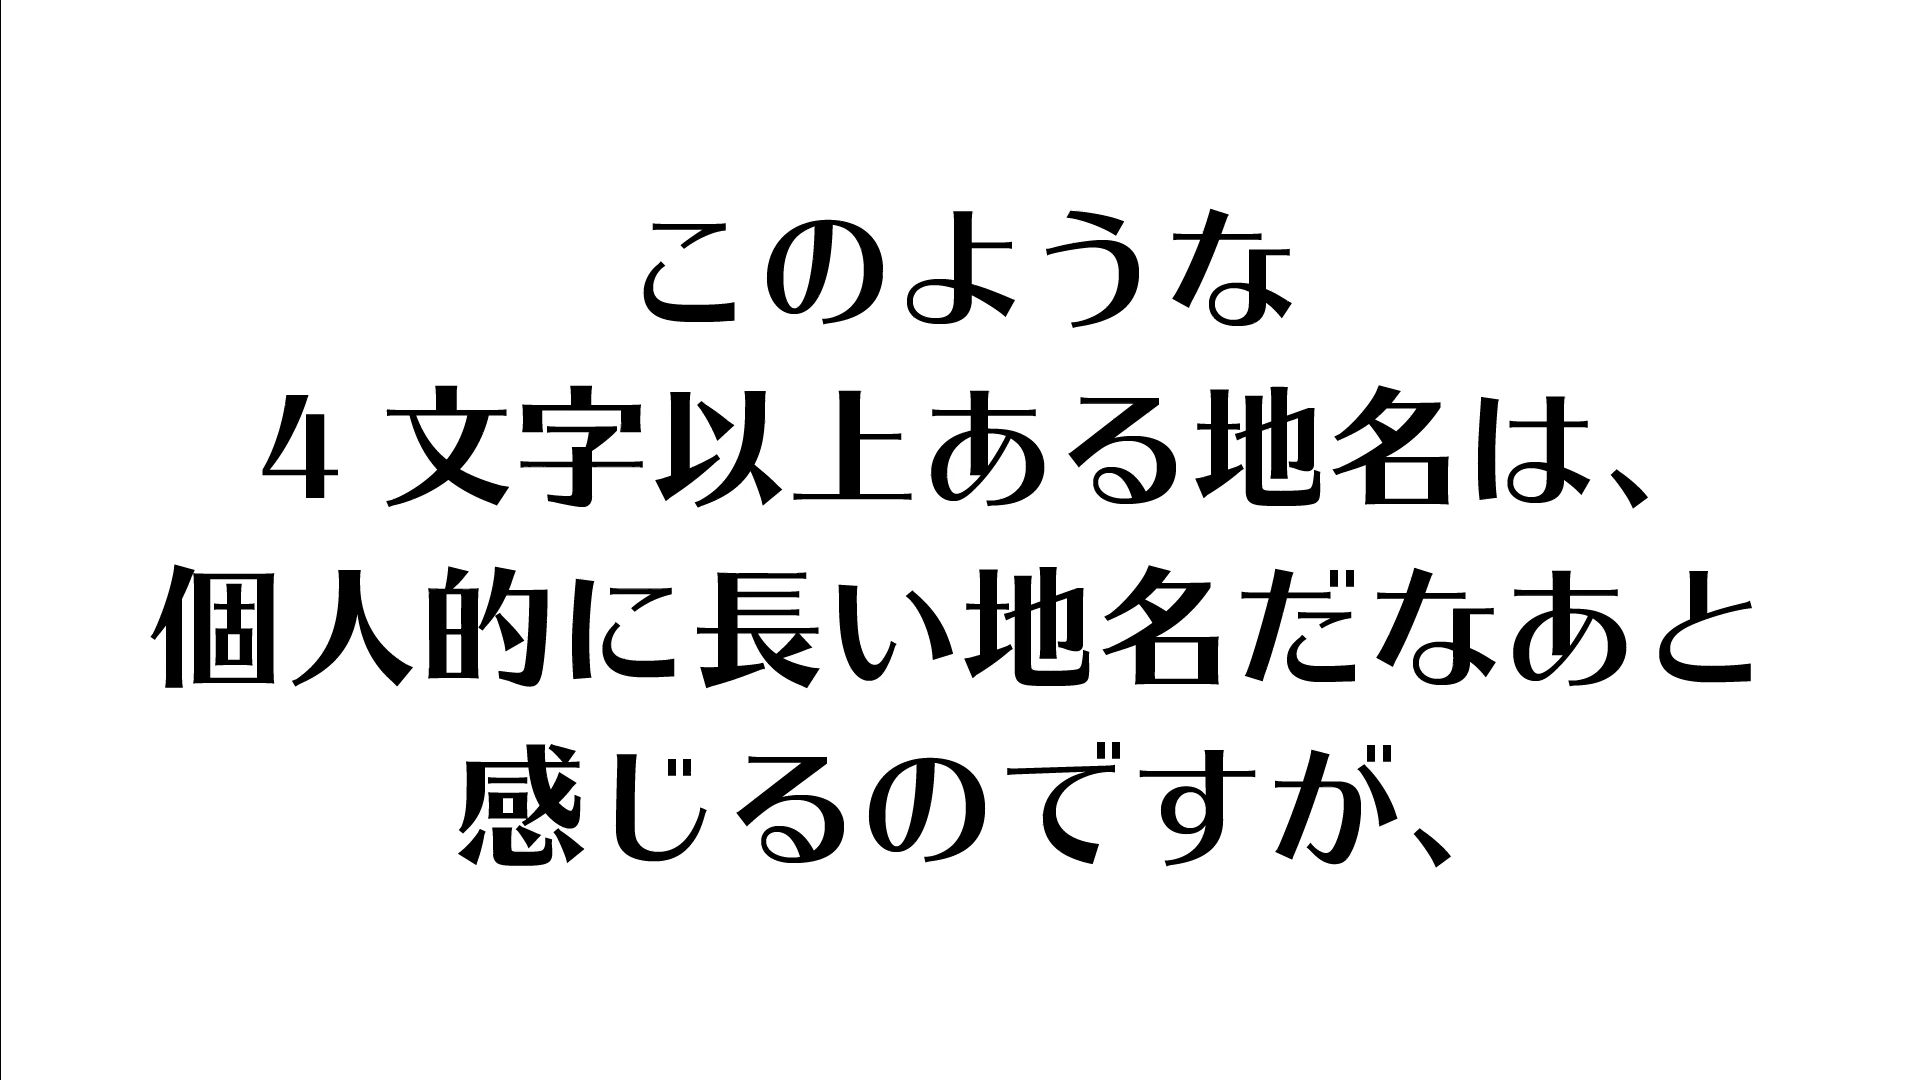 このような
4文字以上ある地名は、
個人的に長い地名だなあと
感じるのですが、